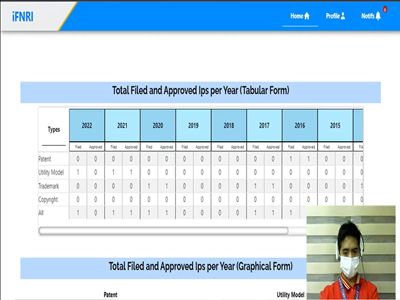 iFNRI
Home Profile Notifs
Total Filed and Approved Ips per Year (Tabular Form)
Types 2022 2021 2020 2019 2018 2017 2016 2015
Filed Approved Filed Approved Filed Approved Filed Approved Filed Approved Filed Approved Filed Approved Filed Approved Filed
Patent 0 0 0 0 0 0 0 0 0 0 0 0 1 1 0 0 0
Utility Model 1 0 1 1 0 0 0 0 0 0 0 0 0 0 0 0 0
Trademark 0 0 0 0 1 1 0 0 0 0 1 1 0 0 0 0 1
Copyright 0 0 0 0 0 0 0 0 0 0 0 0 0 0 0 0 0
All 1 0 1 1 1 1 0 0 0 0 1 1 1
Total Filed and Approved Ips per Year (Graphical Form)
Patent Utility Model